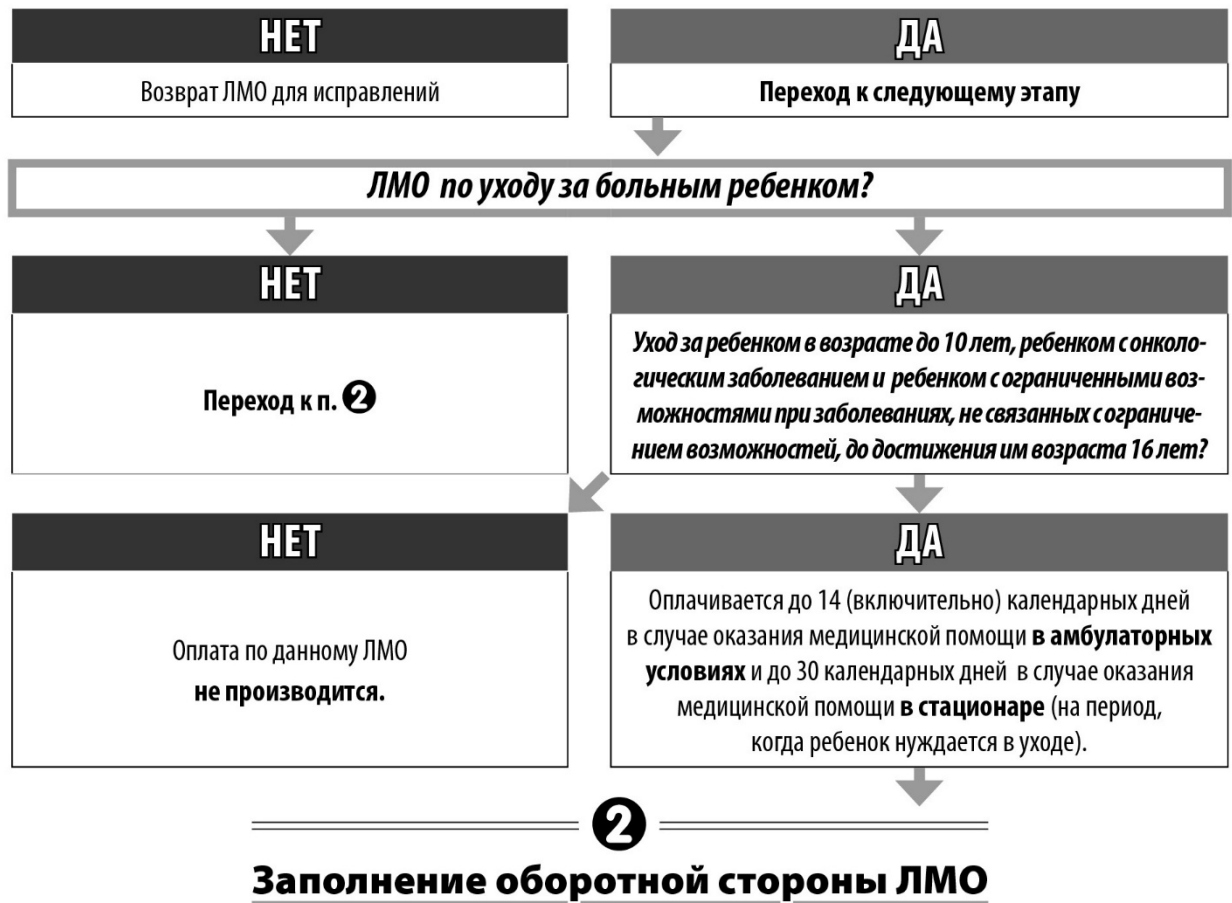 НЕТ
Возврат ЛМО для исправлений
ДА
Переход к следующему этапу
ЛМО по уходу за больным ребенком?
НЕТ
Переход к п. 2
ДА
Уход за ребенком в возрасте до 10 лет, ребенком с онколо-
гическим заболеванием и ребенком с ограниченными воз-
можностями при заболеваниях, не связанных с ограниче-
нием возможностей, до достижения им возраста 16 лет?
НЕТ
Оплата по данному ЛМО
не производится.
ДА
Оплачивается до 14 (включительно) календарных дней
в случае оказания медицинской помощи в амбулаторных
условиях и до 30 календарных дней в случае оказания
медицинской помощи в стационаре (на период,
когда ребенок нуждается в уходе).
2
Заполнение оборотной стороны ЛМО